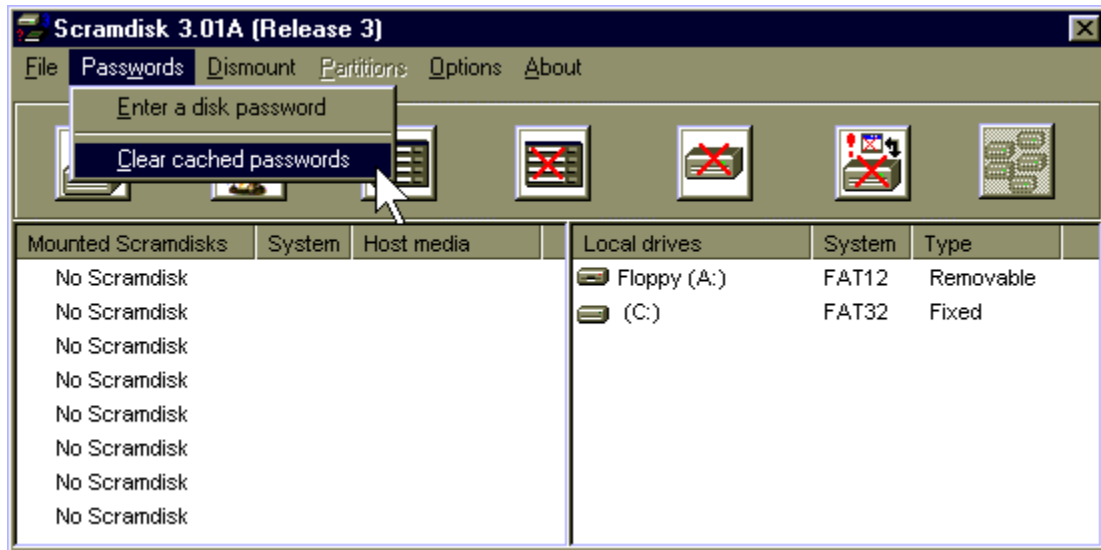 Scramdisk 3.01A (Release 3)
File Passwords Dismount Partitions Options About
Enter a disk password
Clear cached passwords
Mounted Scramdisks System Host media Local drives System Type
No Scramdisk Floppy (A:) FAT12 Removable
No Scramdisk (C:) FAT32 Fixed
No Scramdisk
No Scramdisk
No Scramdisk
No Scramdisk
No Scramdisk
No Scramdisk